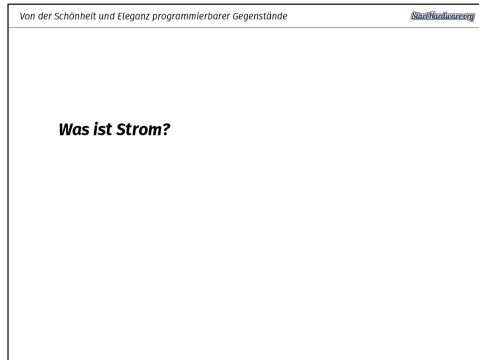 Von der Schönheit und Eleganz programmierbarer Gegenstände
StartHardware.org
Was ist Strom?